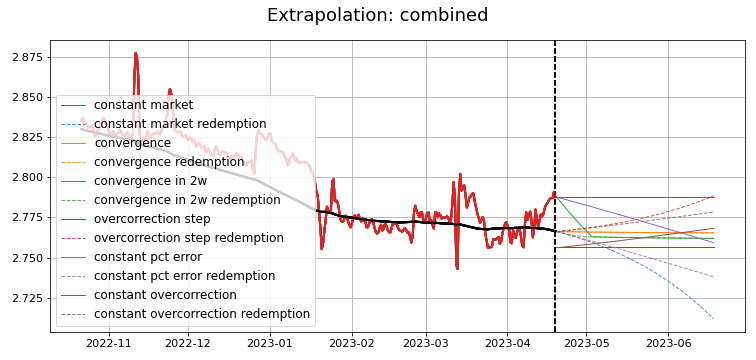 Extrapolation: combined
2.875
2.850
2.825
2.800
2.775
2.750
2.725
constant market
constant market redemption
convergence
convergence redemption
convergence in 2w
convergence in 2w redemption
overcorrection step
overcorrection step redemption
constant pct error
constant pct error redemption
constant overcorrection
constant overcorrection redemption
2022-11 2022-12 2023-01 2023-02 2023-03 2023-04 2023-05 2023-06